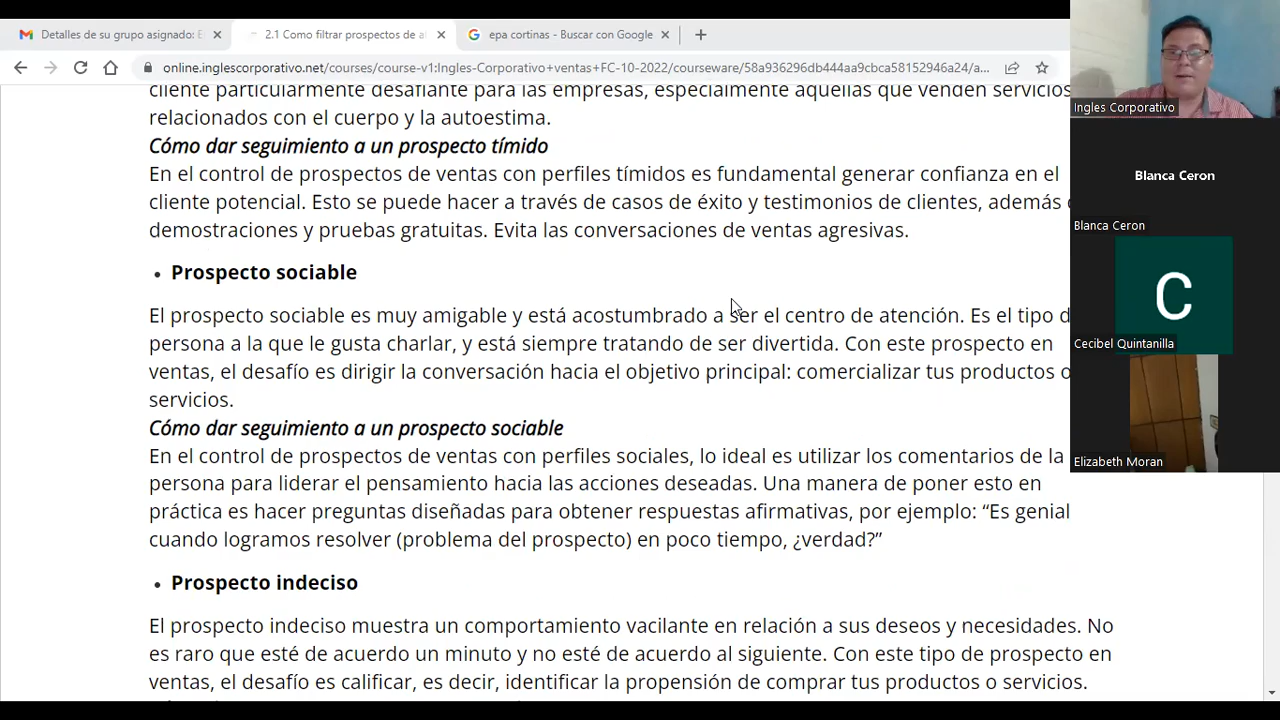 Detalles de su grupo asignado: E
2.1 Como filtrar prospectos de a
epa cortinas - Buscar con Google
online.inglescorporativo.net/courses/course-v1:Ingles-Corporativo+ventas+FC-10-2022/courseware/58a936296db444aa9cbca58152946a24/a...
cliente particularmente desafiante para las empresas, especialmente aquellas que venden servicios
relacionados con el cuerpo y la autoestima.
Cómo dar seguimiento a un prospecto tímido
En el control de prospectos de ventas con perfiles tímidos es fundamental generar confianza en el
cliente potencial. Esto se puede hacer a través de casos de éxito y testimonios de clientes, además
demostraciones y pruebas gratuitas. Evita las conversaciones de ventas agresivas.
• Prospecto sociable
El prospecto sociable es muy amigable y está acostumbrado a ser el centro de atención. Es el tipo d
persona a la que le gusta charlar, y está siempre tratando de ser divertida. Con este prospecto en
ventas, el desafío es dirigir la conversación hacia el objetivo principal: comercializar tus productos o
servicios.
Cómo dar seguimiento a un prospecto sociable
En el control de prospectos de ventas con perfiles sociales, lo ideal es utilizar los comentarios de la
persona para liderar el pensamiento hacia las acciones deseadas. Una manera de poner esto en
práctica es hacer preguntas diseñadas para obtener respuestas afirmativas, por ejemplo: “Es genial
cuando logramos resolver (problema del prospecto) en poco tiempo, ¿verdad?”
• Prospecto indeciso
El prospecto indeciso muestra un comportamiento vacilante en relación a sus deseos y necesidades. No
es raro que esté de acuerdo un minuto y no esté de acuerdo al siguiente. Con este tipo de prospecto en
ventas, el desafío es calificar, es decir, identificar la propensión de comprar tus productos o servicios.
Ingles Corporativo
Blanca Ceron
Blanca Ceron
C
Cecibel Quintanilla
Elizabeth Moran